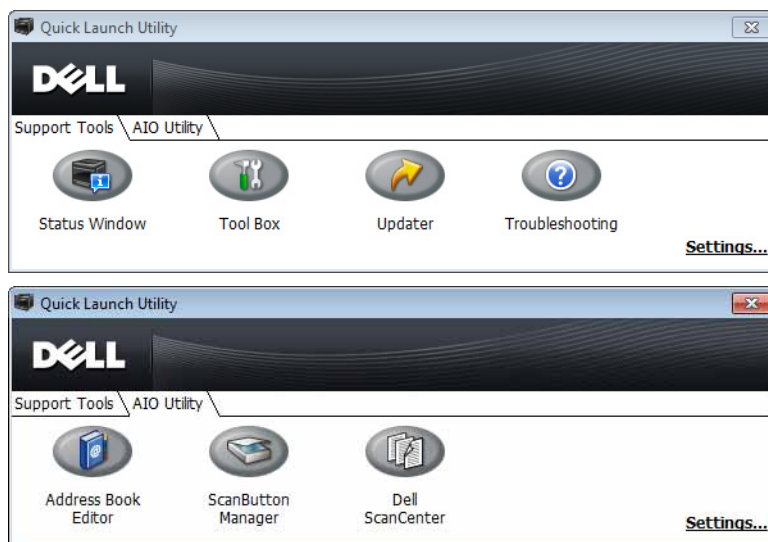 Quick Launch Utility
DELL
Support Tools AIO Utility
Status Window Tool Box Updater Troubleshooting
Settings...
Quick Launch Utility
DELL
Support Tools AIO Utility
Address Book ScanButton Dell
Editor Manager ScanCenter
Settings...